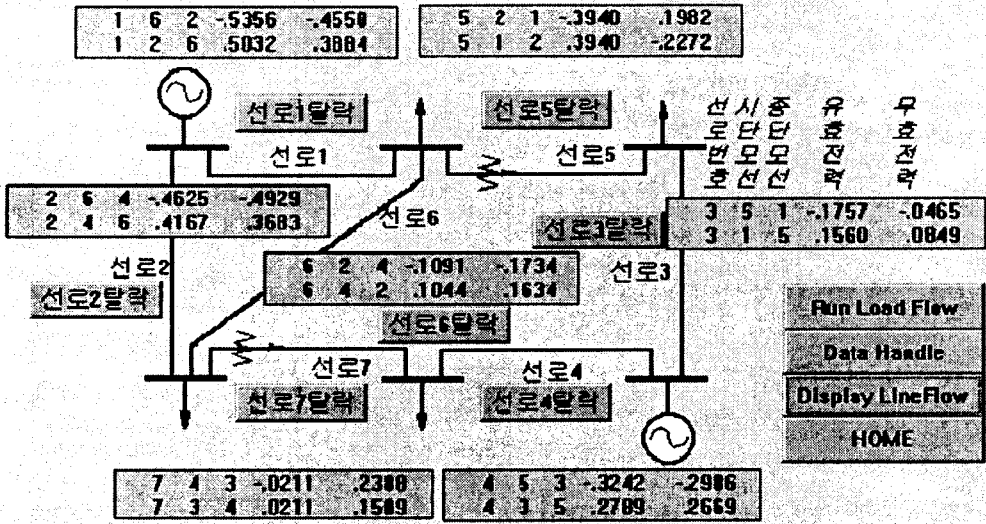 1 6 2 -.5356 -.4550
1 2 6 .5032 .3884
5 2 1 -.3940 .1982
5 1 2 .3940 -.2272
선로1탈락
선로5탈락
선 시 종 유 무
로 단 단 효 효
번 모 모 전 전
호 선 선 력 력
선로1
선로5
2 6 4 -.4625 -.4929
2 4 6 .4167 .3683
선로6
선로3탈락
3 5 1 -.1757 -.0465
3 1 5 .1560 .0849
선로2
선로2탈락
6 2 4 -.1091 -.1734
6 4 2 .1044 .1634
선로3
선로6탈락
Run Load Flow
Data Handle
Display LineFlow
HOME
선로7
선로4
선로7탈락
선로4탈락
7 4 3 -.0211
7 3 4 .0211
4 5 3 -.3242 -.2986
4 3 5 .2789 .2669